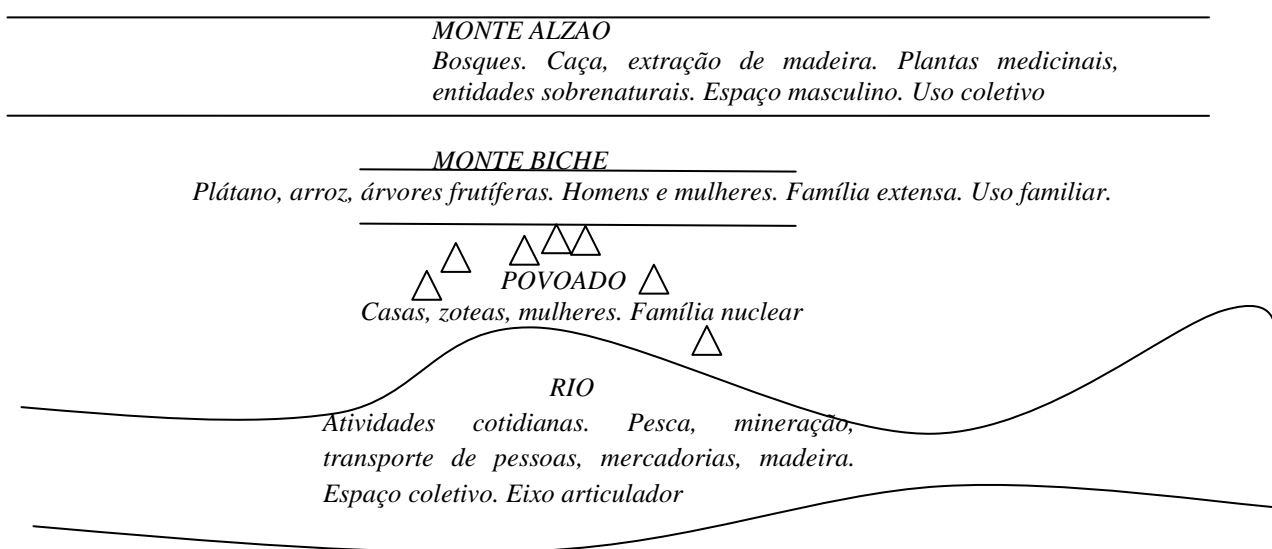 MONTE ALZAO
Bosques. Caça, extração de madeira. Plantas medicinais,
entidades sobrenaturais. Espaço masculino. Uso coletivo
MONTE BICHE
Plátano, arroz, árvores frutíferas. Homens e mulheres. Família extensa. Uso familiar.
POVOADO
Casas, zoteas, mulheres. Família nuclear
RIO
Atividades cotidianas. Pesca, mineração,
transporte de pessoas, mercadorias, madeira.
Espaço coletivo. Eixo articulador